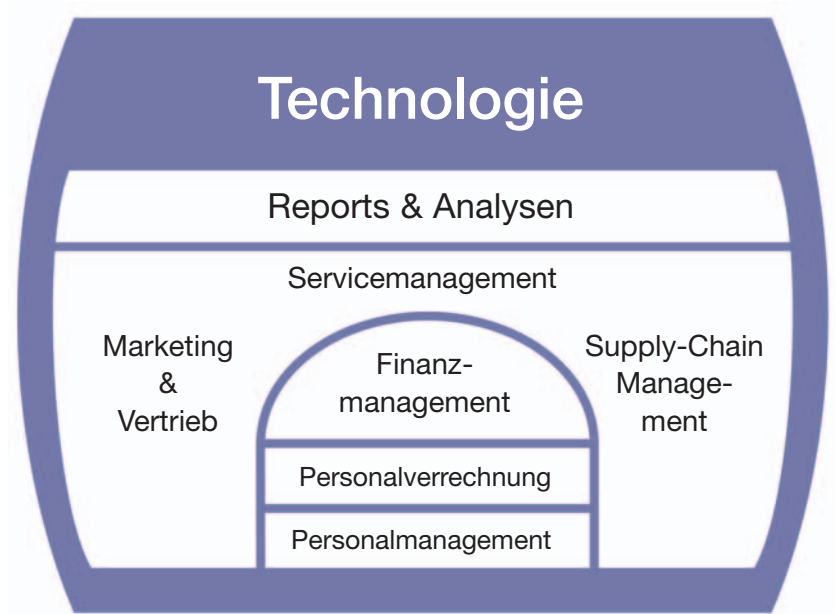 Technologie
Reports & Analysen
Servicemanagement
Marketing
&
Vertrieb
Finanz-
management
Supply-Chain
Manage-
ment
Personalverrechnung
Personalmanagement